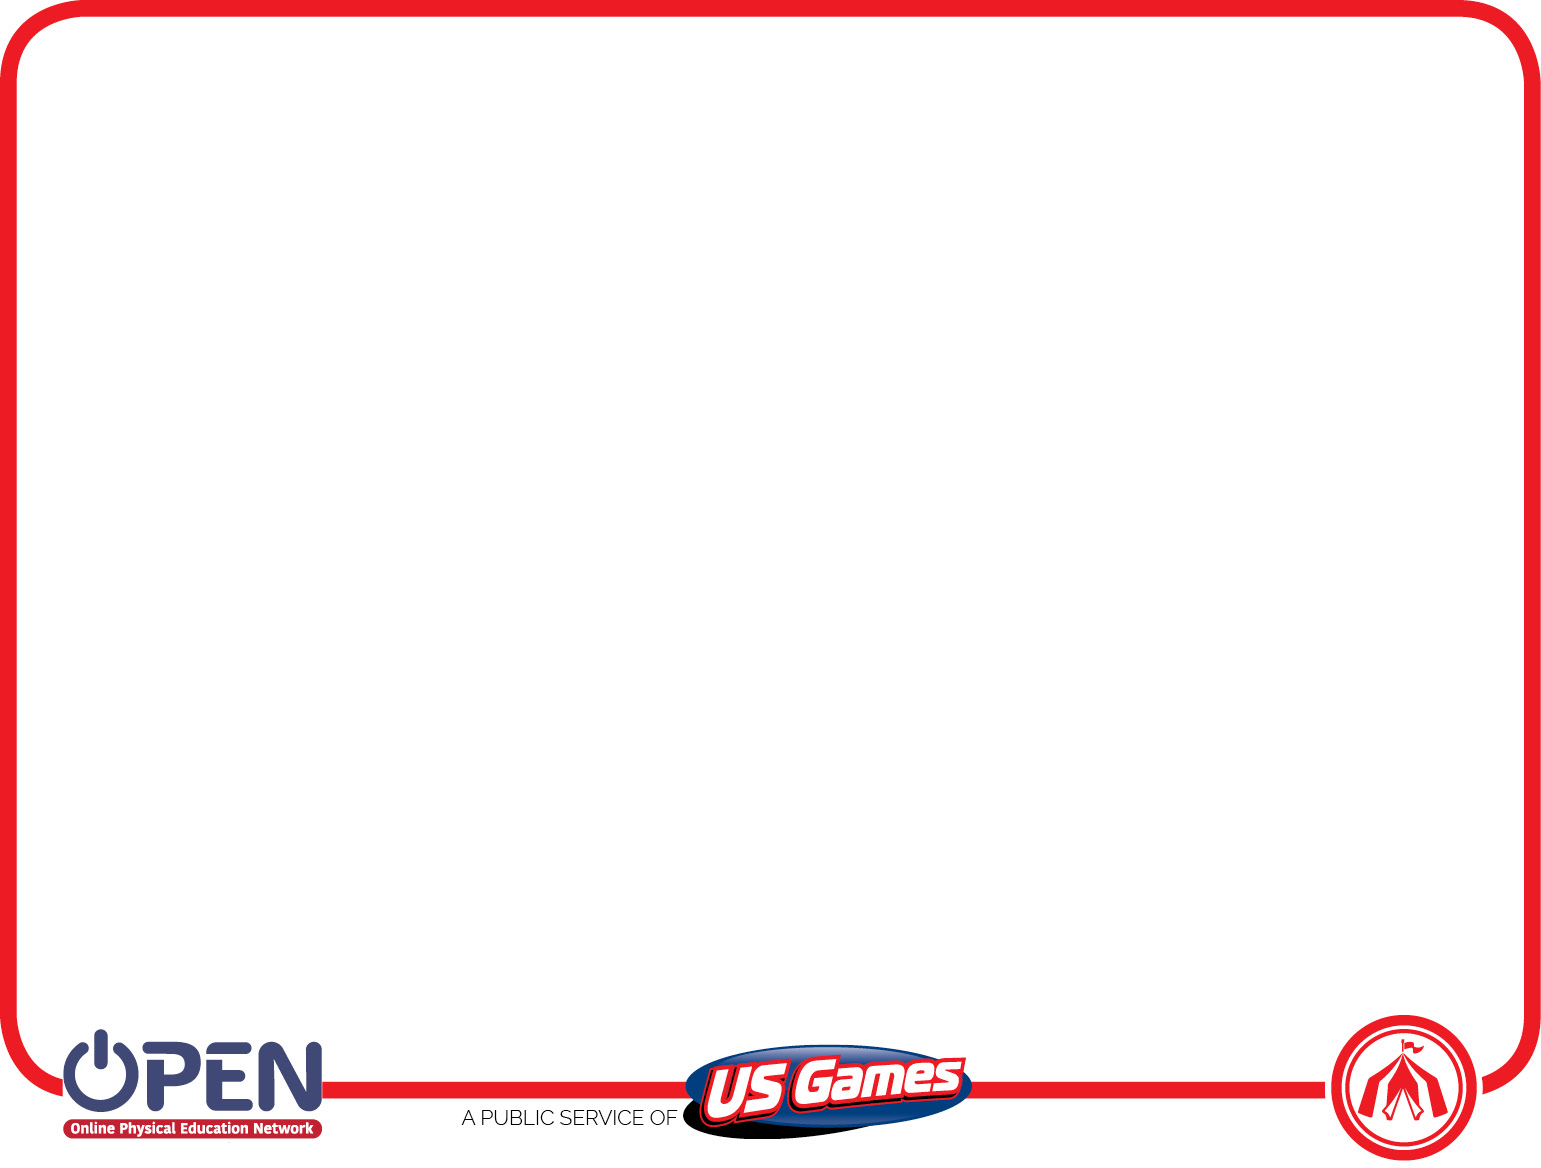 OPEN
Online Physical Education Network
A PUBLIC SERVICE OF
US Games